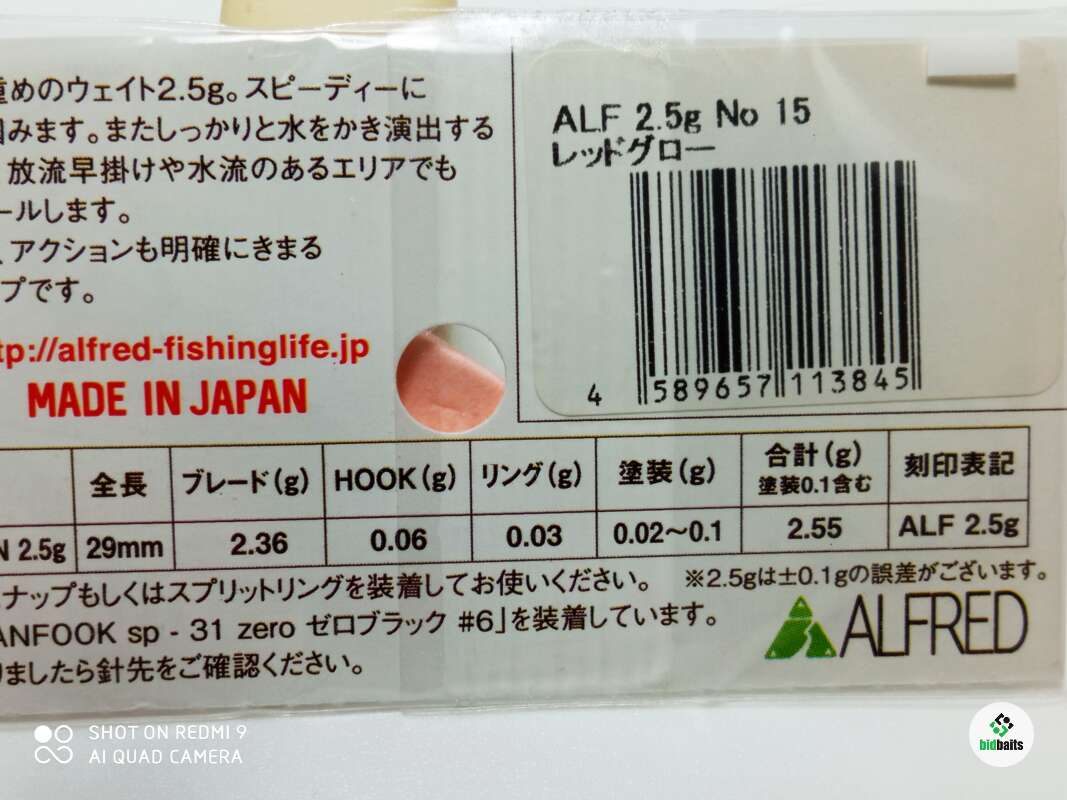 重めのウェイト2.5g。スピーディーに
みます。またしっかりと水をかき演出する
放流早掛けや水流のあるエリアでも
ールします。
、アクションも明確にきまる
プです。
tp://alfred-fishinglife.jp
MADE IN JAPAN
ALF 2.5g No 15
レッドグロー
4 589657 113845
全長 ブレード(g) HOOK(g) リング(g) 塗装(g) 合計(g) 刻印表記
塗装0.1含む
N 2.5g 29mm 2.36 0.06 0.03 0.02〜0.1 2.55 ALF 2.5g
ナップもしくはスプリットリングを装着してお使いください。 ※2.5gは±0.1gの誤差がございます。
ANFOOK sp - 31 zero ゼロブラック #6」を装着しています。
りましたら針先をご確認ください。
ALFRED
SHOT ON REDMI 9
AI QUAD CAMERA
bidbaits